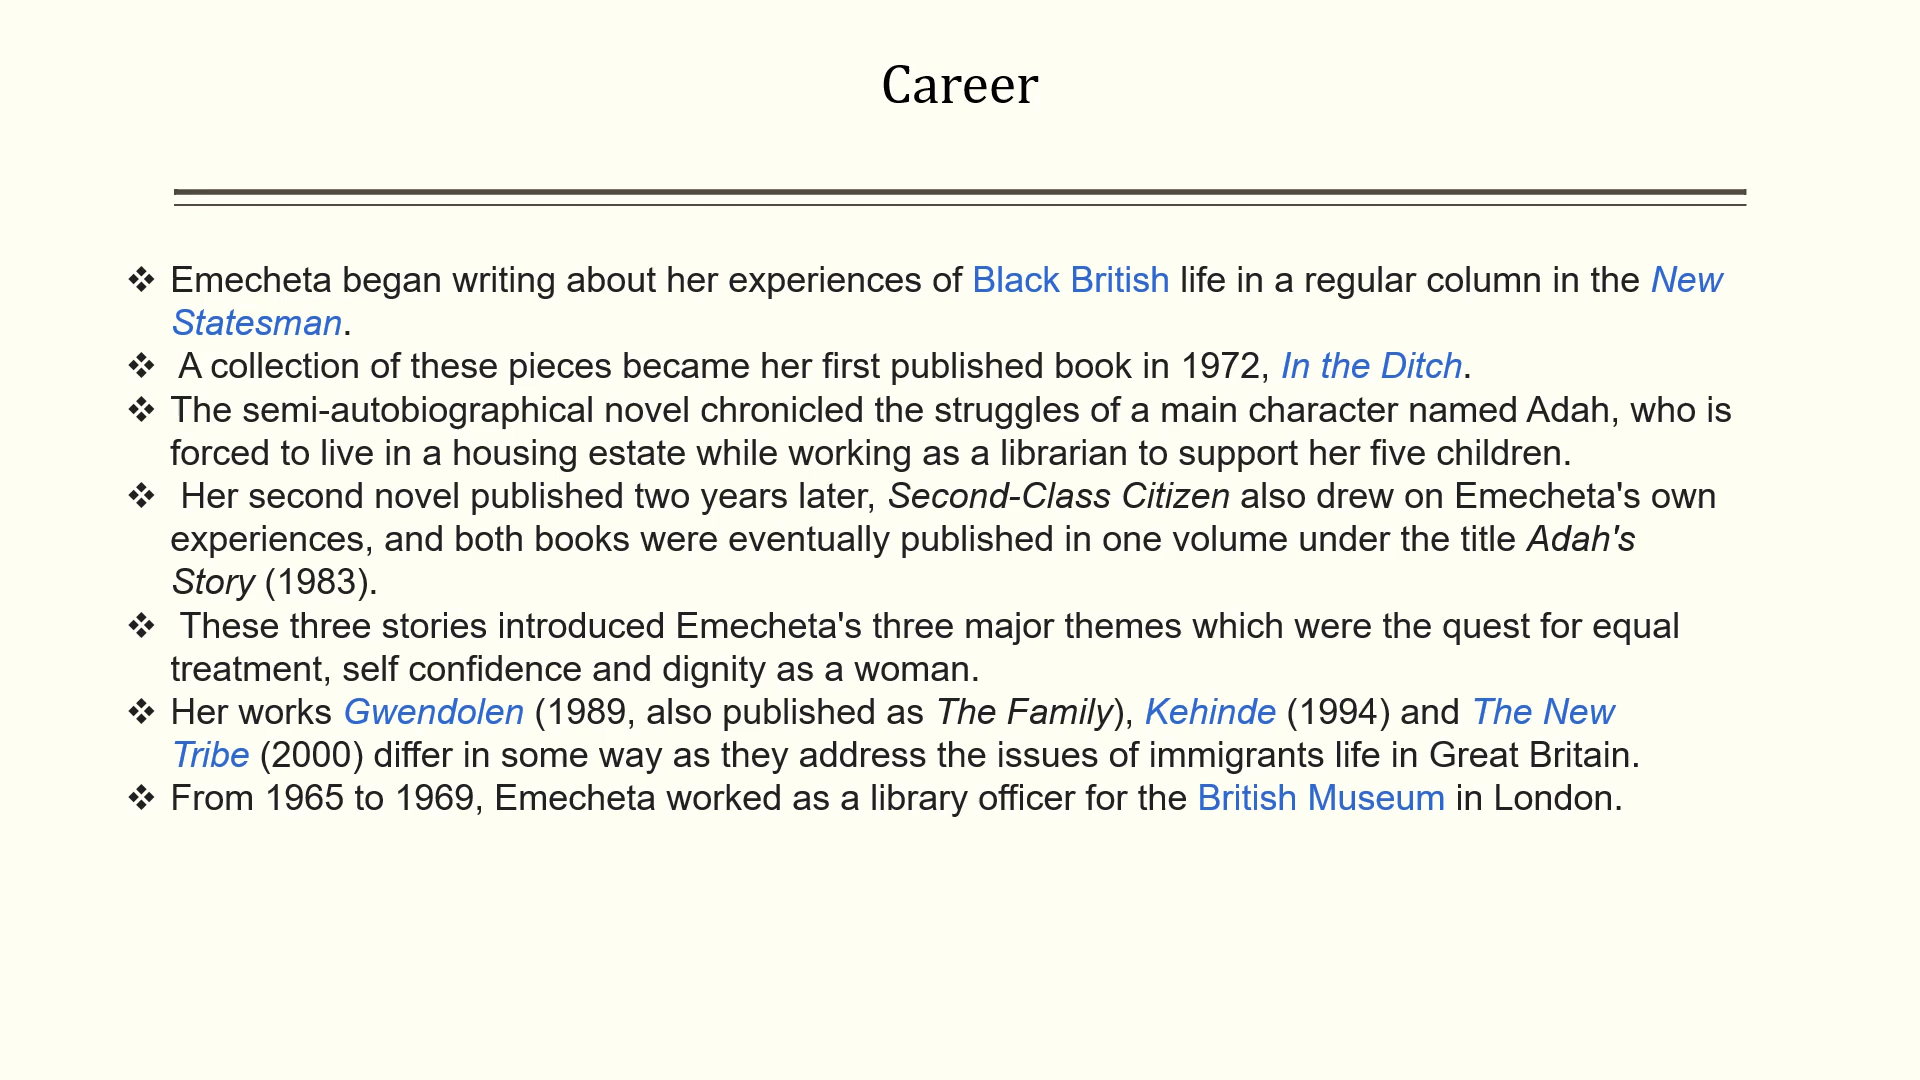 Career
❖ Emecheta began writing about her experiences of Black British life in a regular column in the New
Statesman.
❖ A collection of these pieces became her first published book in 1972, In the Ditch.
❖ The semi-autobiographical novel chronicled the struggles of a main character named Adah, who is
forced to live in a housing estate while working as a librarian to support her five children.
❖ Her second novel published two years later, Second-Class Citizen also drew on Emecheta's own
experiences, and both books were eventually published in one volume under the title Adah's
Story (1983).
❖ These three stories introduced Emecheta's three major themes which were the quest for equal
treatment, self confidence and dignity as a woman.
❖ Her works Gwendolen (1989, also published as The Family), Kehinde (1994) and The New
Tribe (2000) differ in some way as they address the issues of immigrants life in Great Britain.
❖ From 1965 to 1969, Emecheta worked as a library officer for the British Museum in London.